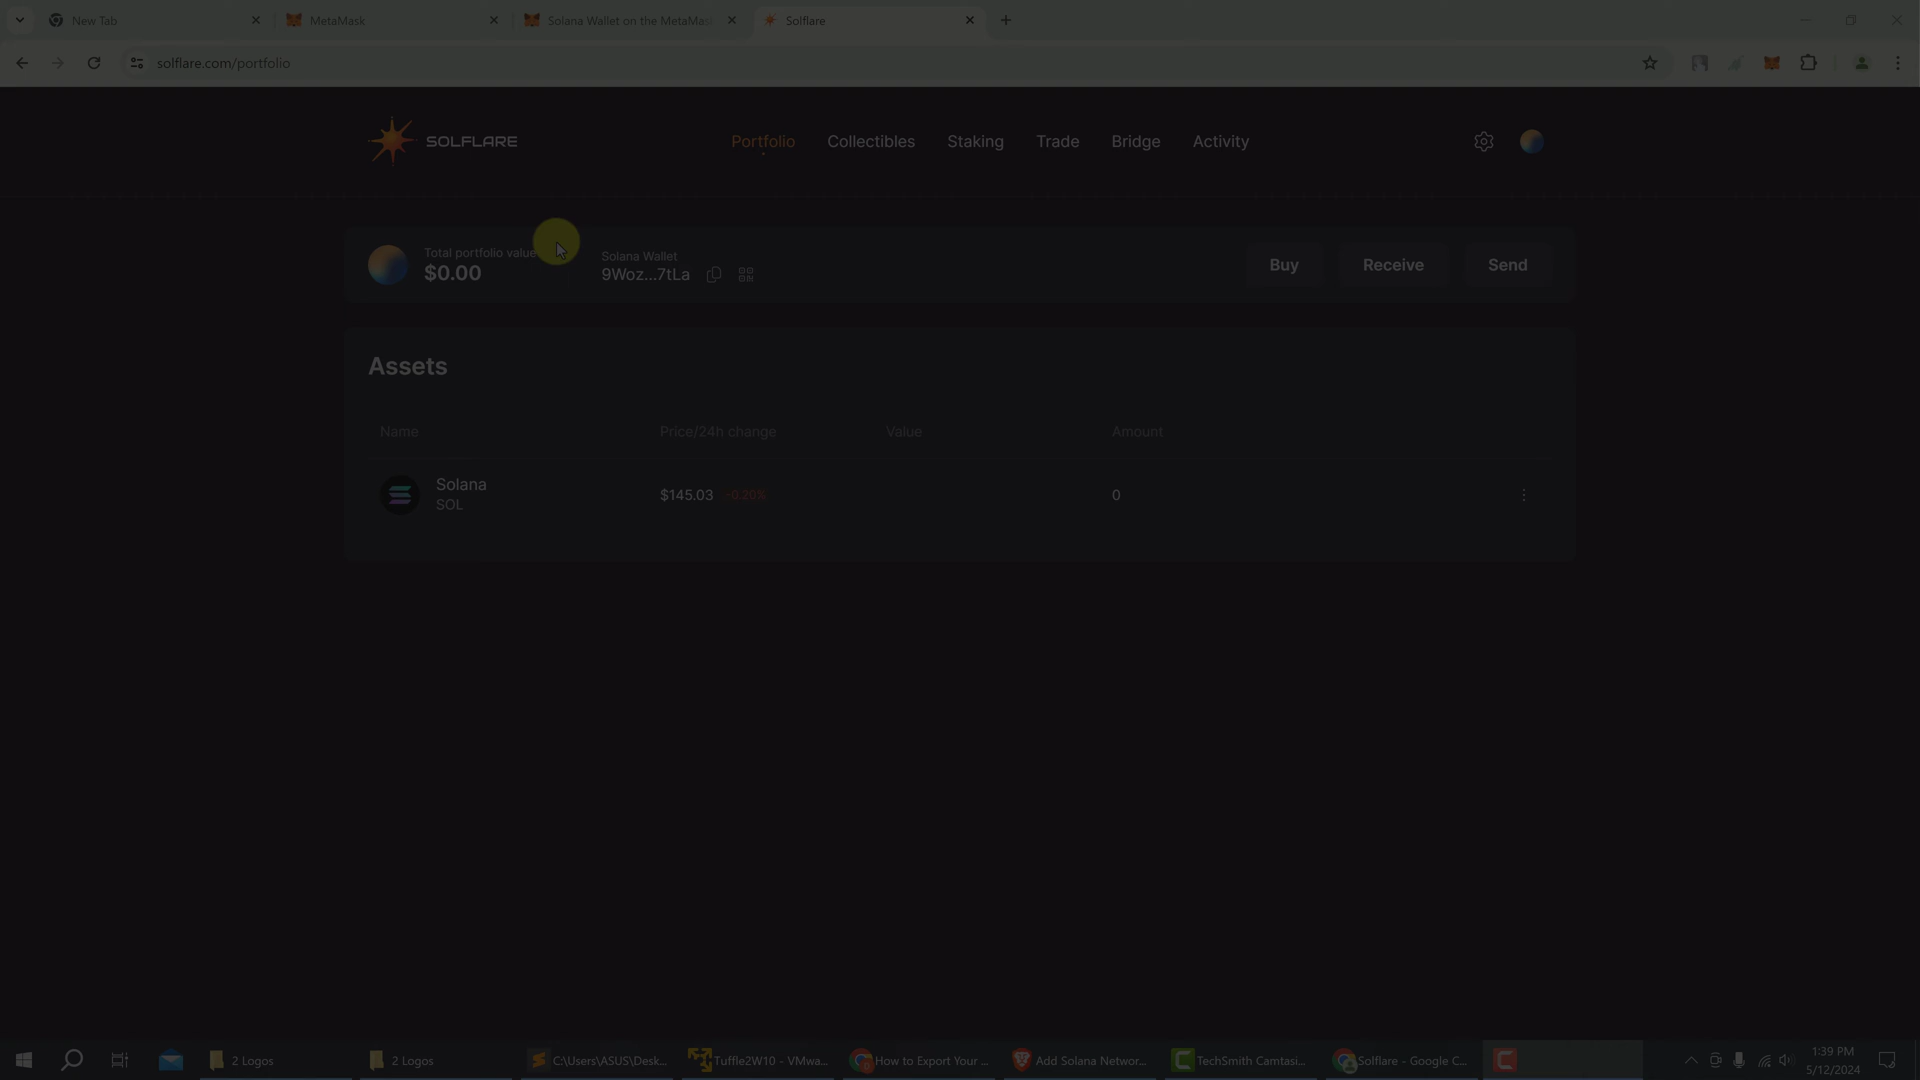 New Tab
MetaMask
Solana Wallet on the MetaMas
Solflare
solflare.com/portfolio
SOLFLARE
Portfolio
Collectibles
Staking
Trade
Bridge
Activity
Total portfolio value
$0.00
Solana Wallet
9Woz...7tLa
Buy
Receive
Send
Assets
Name
Price/24h change
Value
Amount
Solana
SOL
$145.03
-0.20%
0
2 Logos
2 Logos
C:\Users\ASUS\Desk...
Tuffle2W10 - VMwa...
How to Export Your ...
Add Solana Networ...
TechSmith Camtasi...
Solflare - Google C...
1:39 PM
5/12/2024